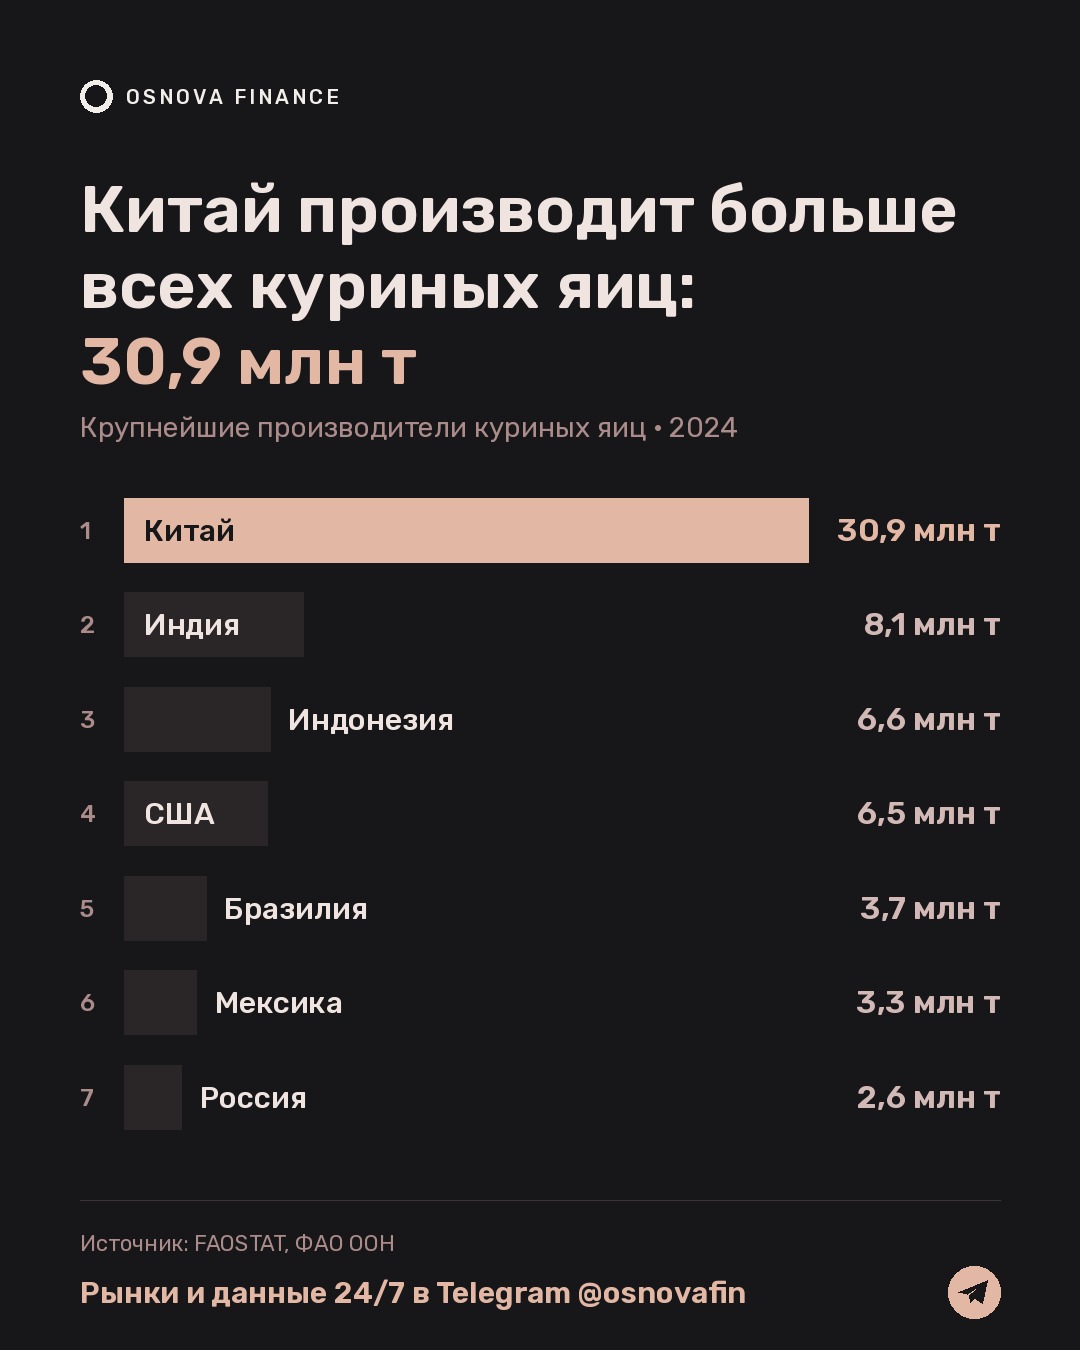 OSNOVA FINANCE
Китай производит больше
всех куриных яиц:
30,9 млн т
Крупнейшие производители куриных яиц • 2024
1 Китай 30,9 млн т
2 Индия 8,1 млн т
3 Индонезия 6,6 млн т
4 США 6,5 млн т
5 Бразилия 3,7 млн т
6 Мексика 3,3 млн т
7 Россия 2,6 млн т
Источник: FAOSTAT, ФАО ООН
Рынки и данные 24/7 в Telegram @osnovafin